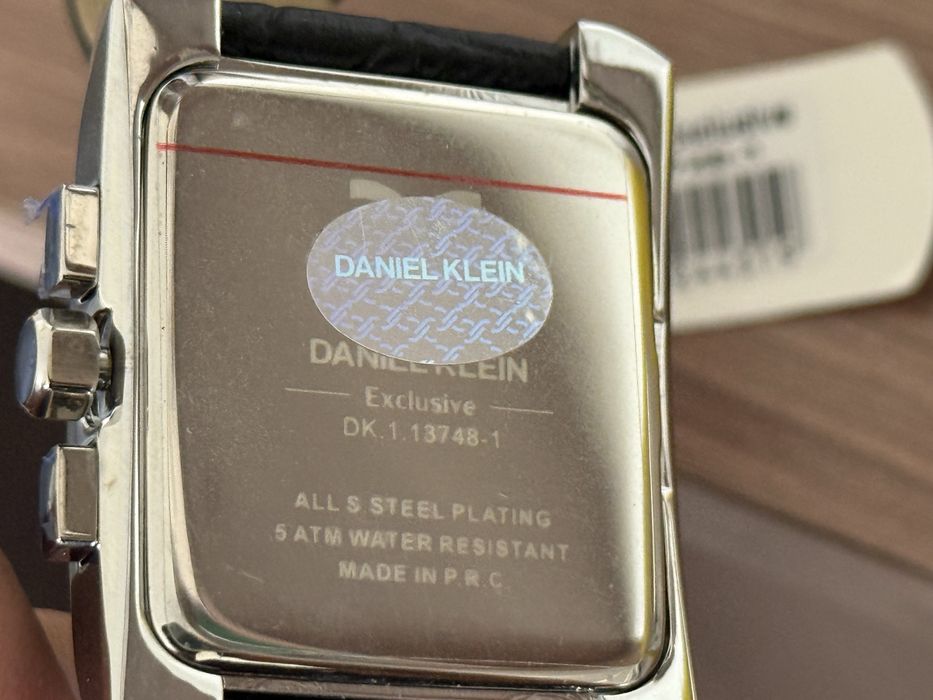 DANIEL KLEIN
DANIEL KLEIN
Exclusive
DK.1.13748-1
ALL S STEEL PLATING
5 ATM WATER RESISTANT
MADE IN P.R.C